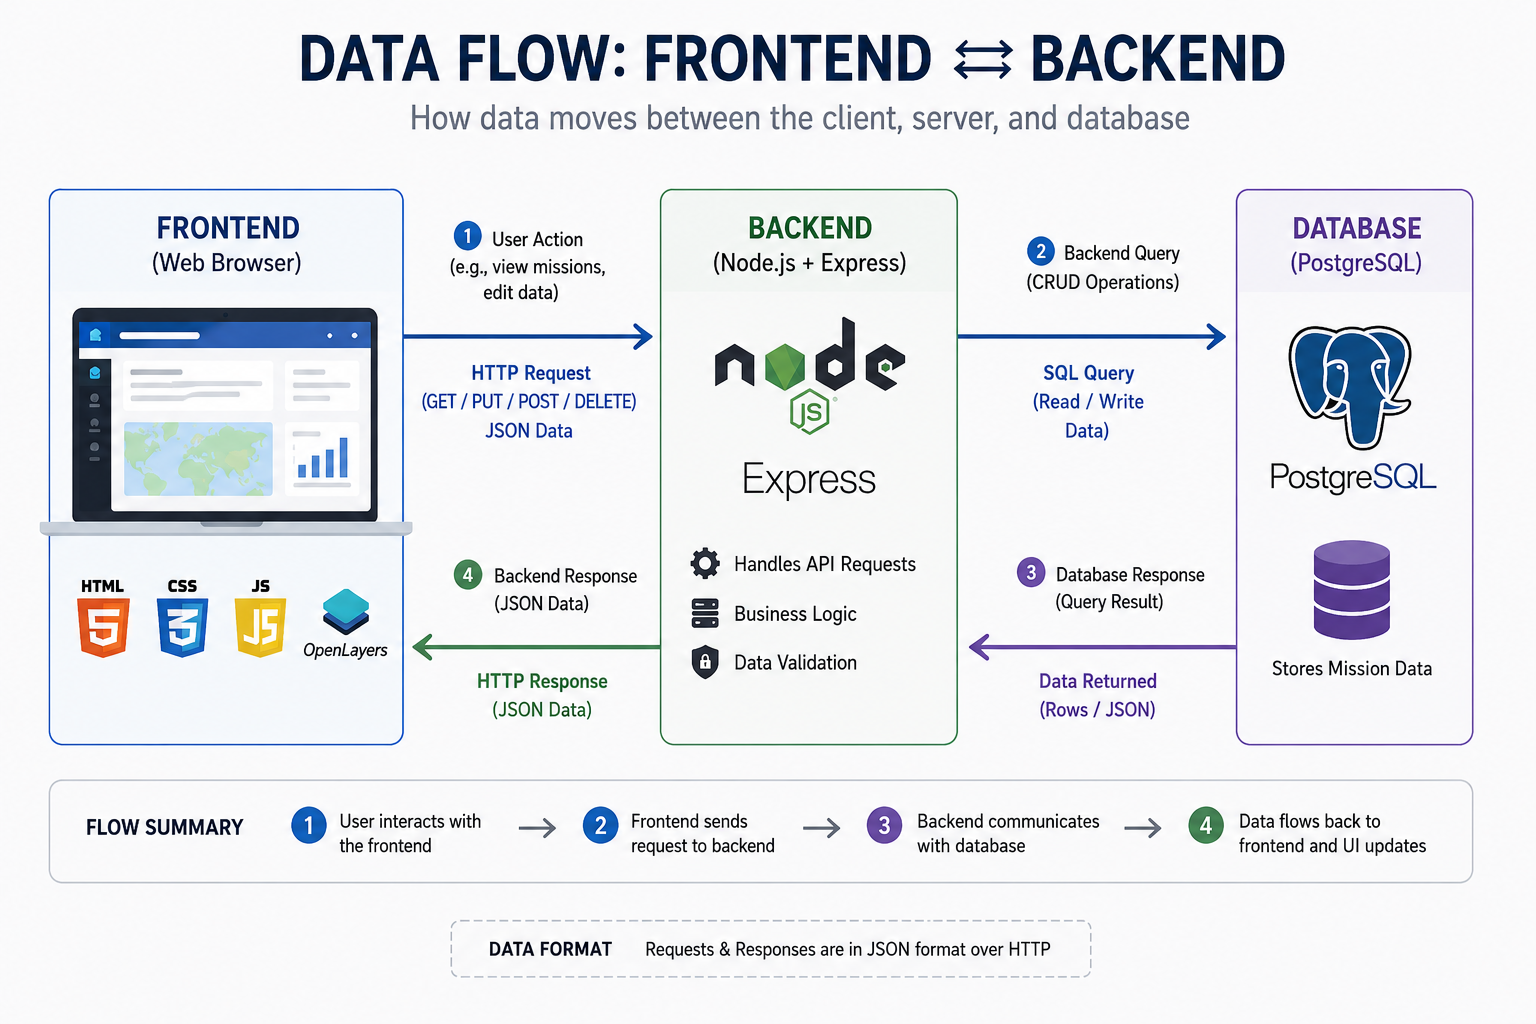 DATA FLOW: FRONTEND ⇄ BACKEND
How data moves between the client, server, and database
FRONTEND
(Web Browser)
HTML
CSS
JS
5
3
JS
OpenLayers
1 User Action
(e.g., view missions,
edit data)
HTTP Request
(GET / PUT / POST / DELETE)
JSON Data
4 Backend Response
(JSON Data)
HTTP Response
(JSON Data)
BACKEND
(Node.js + Express)
node
JS
Express
Handles API Requests
Business Logic
Data Validation
2 Backend Query
(CRUD Operations)
SQL Query
(Read / Write
Data)
3 Database Response
(Query Result)
Data Returned
(Rows / JSON)
DATABASE
(PostgreSQL)
PostgreSQL
Stores Mission Data
FLOW SUMMARY
1 User interacts with
the frontend
→
2 Frontend sends
request to backend
→
3 Backend communicates
with database
→
4 Data flows back to
frontend and UI updates
DATA FORMAT Requests & Responses are in JSON format over HTTP